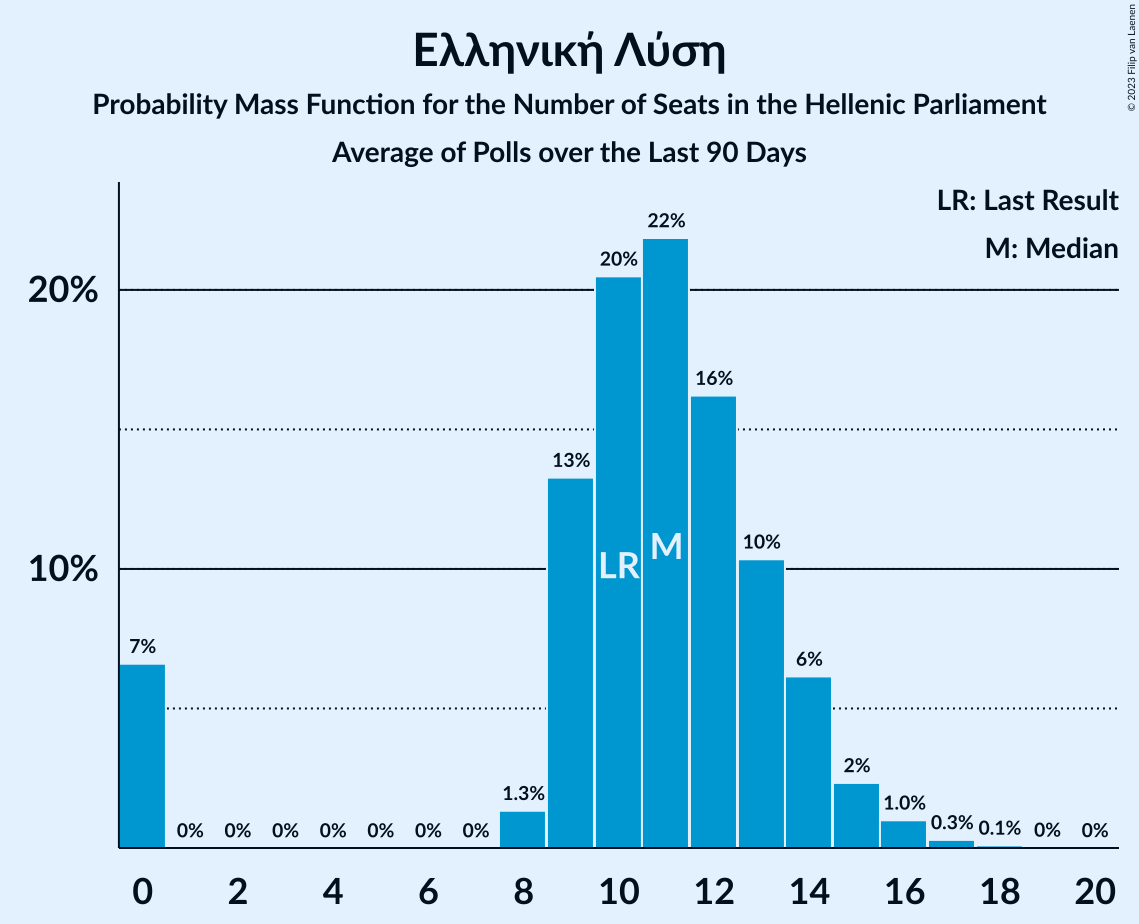 Ελληνική Λύση
Probability Mass Function for the Number of Seats in the Hellenic Parliament
Average of Polls over the Last 90 Days
© 2023 Filip van Laenen
LR: Last Result
M: Median
20%
10%
7%
0%
0%
0%
0%
0%
0%
0%
1.3%
13%
20%
22%
16%
10%
6%
2%
1.0%
0.3%
0.1%
0%
0%
LR
M
0 2 4 6 8 10 12 14 16 18 20